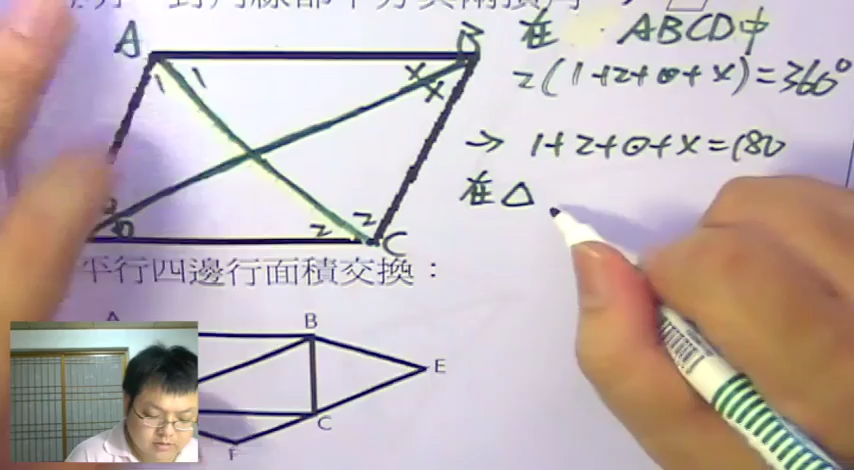 A
B
在 ABCD中
1 1 x x
2(1+2+θ+x)=360°
→ 1+2+θ+x=180
在△
2 2 C
平行四邊行面積交換：
B
E
C
F